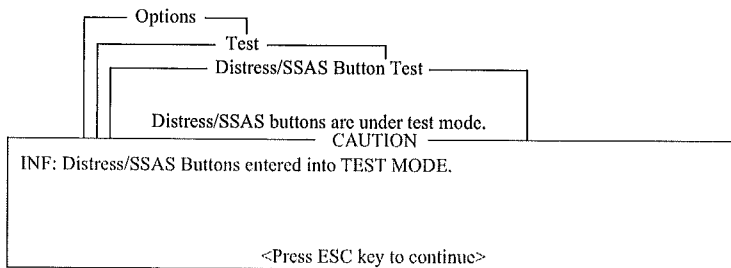 Options
Test
Distress/SSAS Button Test
Distress/SSAS buttons are under test mode.
CAUTION
INF: Distress/SSAS Buttons entered into TEST MODE.
<Press ESC key to continue>